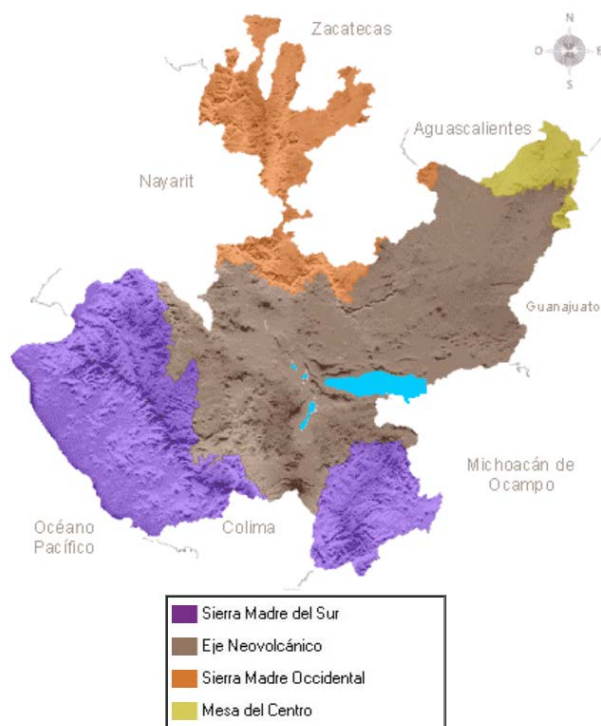 Zacatecas
N
O
E
S
Aguascalientes
Nayarit
Guanajuato
Michoacán de
Ocampo
Océano
Pacífico
Colima
Sierra Madre del Sur
Eje Neovolcánico
Sierra Madre Occidental
Mesa del Centro